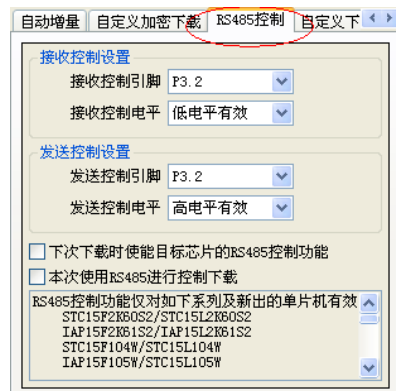 自动增量 自定义加密下载 RS485控制 自定义下
接收控制设置
接收控制引脚 P3.2
接收控制电平 低电平有效
发送控制设置
发送控制引脚 P3.2
发送控制电平 高电平有效
下次下载时使能目标芯片的RS485控制功能
本次使用RS485进行控制下载
RS485控制功能仅对如下系列及新出的单片机有效
STC15F2K60S2/STC15L2K60S2
IAP15F2K61S2/IAP15L2K61S2
STC15F104W/STC15L104W
IAP15F105W/STC15L105W